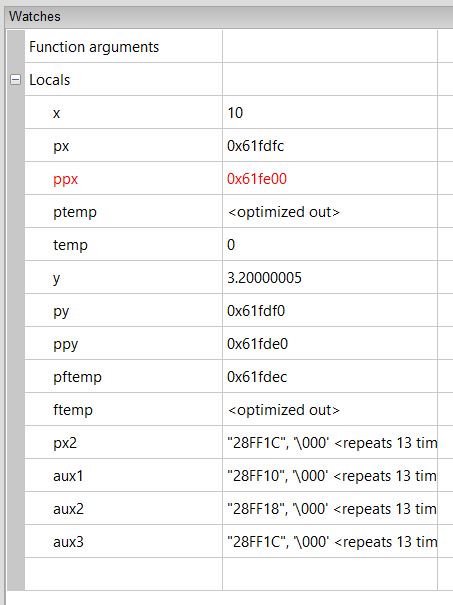 Watches
Function arguments
Locals
x 10
px 0x61fdfc
ppx 0x61fe00
ptemp <optimized out>
temp 0
y 3.20000005
py 0x61fdf0
ppy 0x61fde0
pftemp 0x61fdec
ftemp <optimized out>
px2 "28FF1C", '\000' <repeats 13 tim
aux1 "28FF10", '\000' <repeats 13 tim
aux2 "28FF18", '\000' <repeats 13 tim
aux3 "28FF1C", '\000' <repeats 13 tim